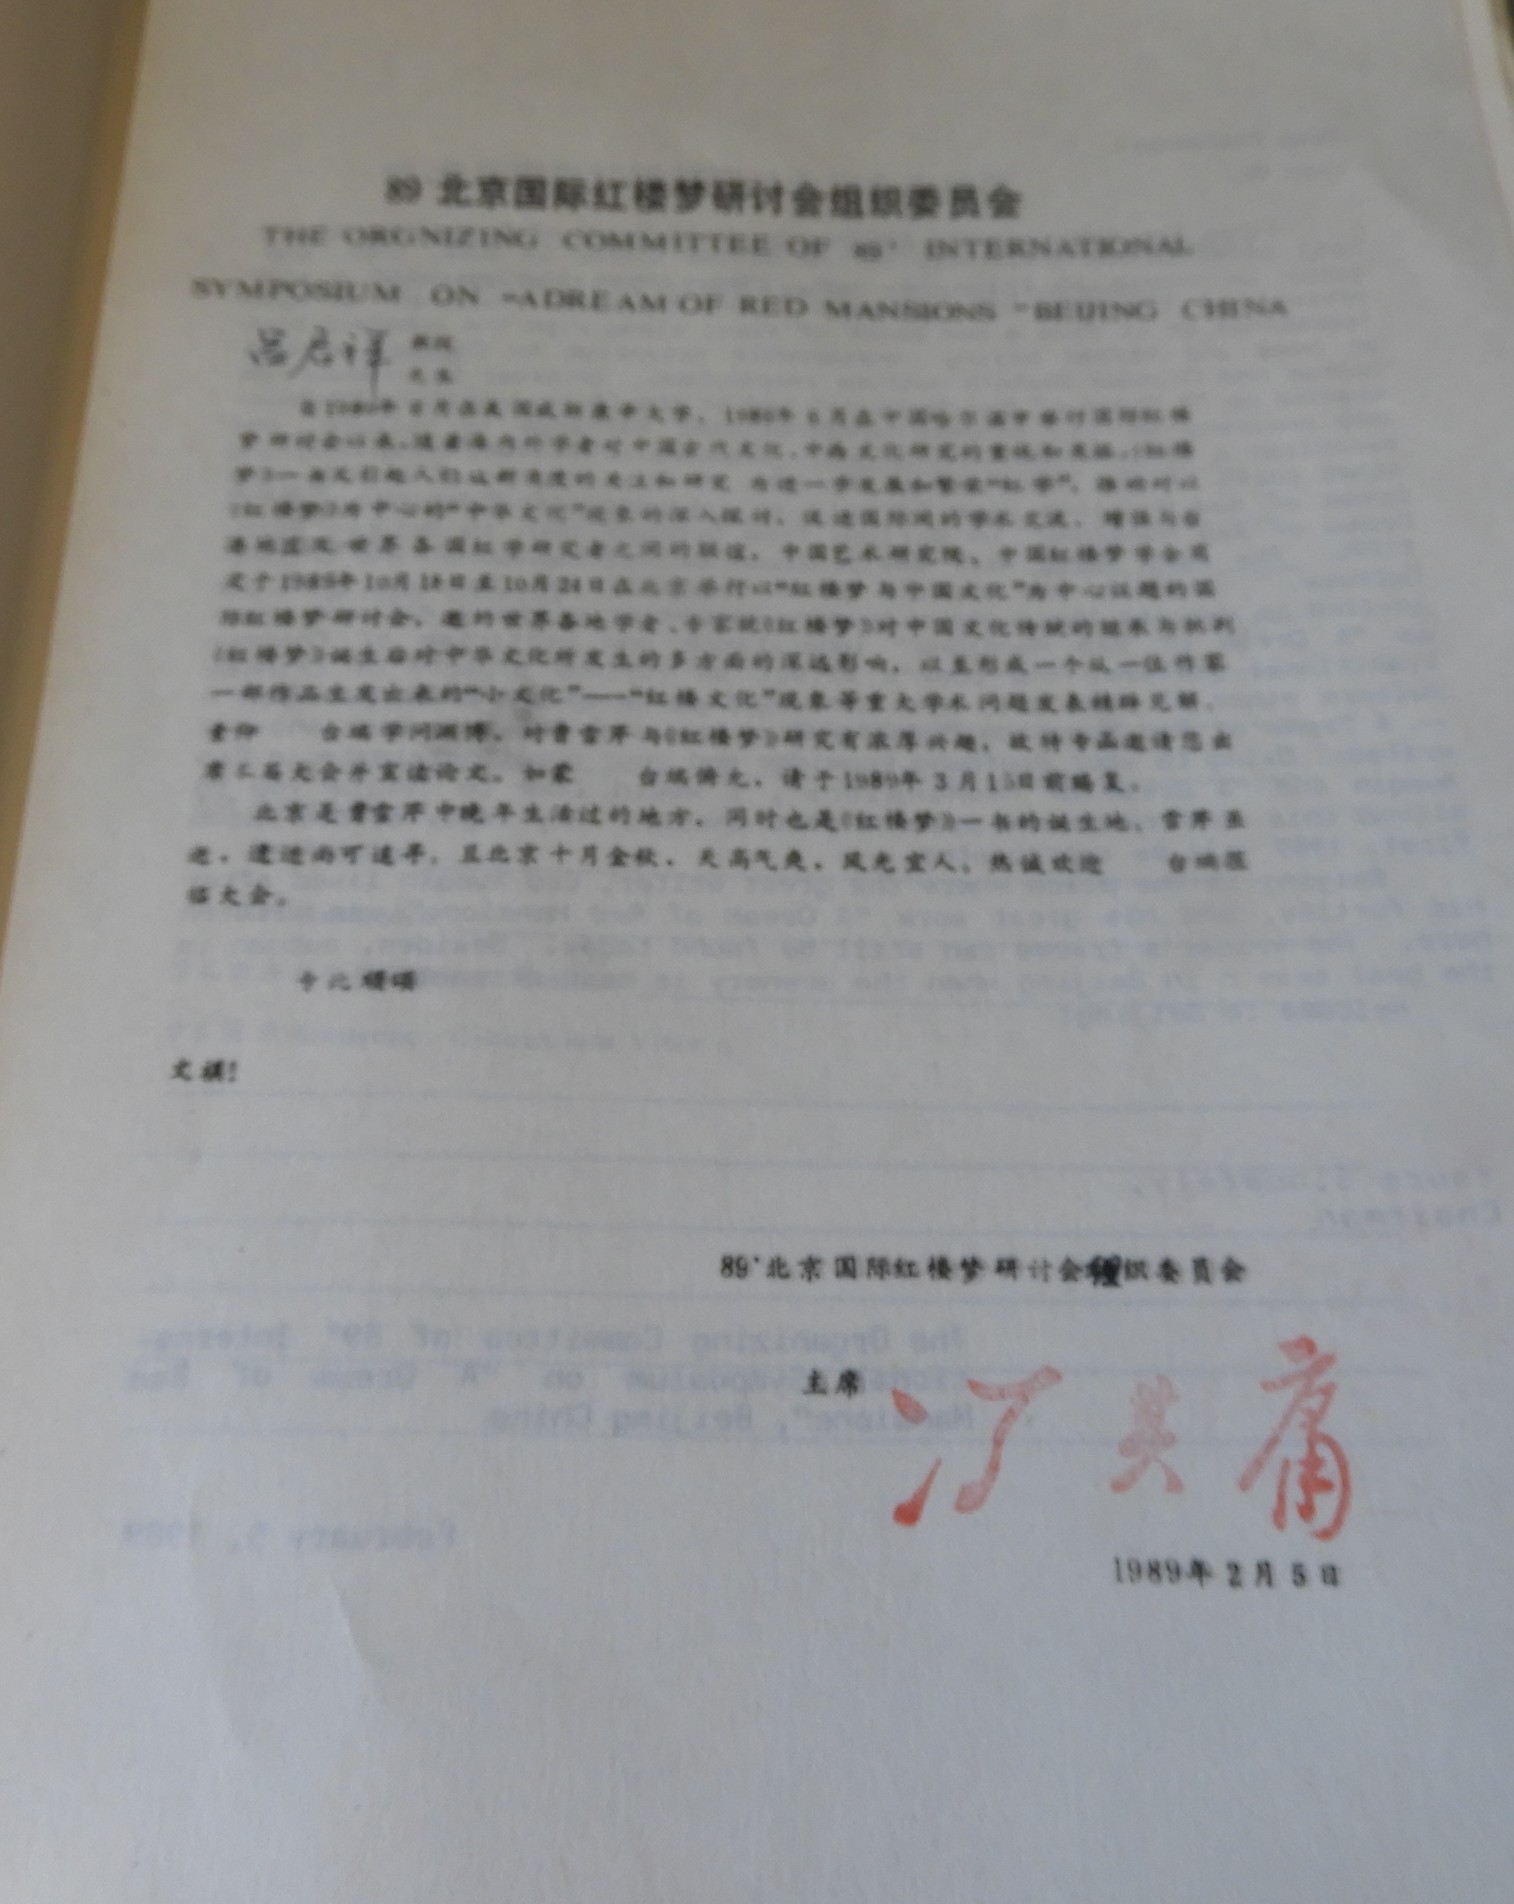 89 北京国际红楼梦研讨会组织委员会
THE ORGNIZING COMMITTEE OF 89' INTERNATIONAL
SYMPOSIUM ON "A DREAM OF RED MANSIONS" BEIJING CHINA
吕启祥 教授
先生
自1980年6月在美国威斯康辛大学、1986年6月在中国哈尔滨市举行国际红楼
梦研讨会以来,随着海内外学者对中国古代文化、中西文化研究的重视和发掘,《红楼
梦》一书又引起人们以新角度的关注和研究 为进一步发展和繁荣"红学",推动对以
《红楼梦》为中心的"中华文化"现象的深入探讨,促进国际间的学术交流,增强与台
港地区及世界各国红学研究者之间的联谊,中国艺术研究院、中国红楼梦学会商
定于1989年10月18日至10月24日在北京举行以"红楼梦与中国文化"为中心议题的国
际红楼梦研讨会,邀约世界各地学者、专家就《红楼梦》对中国文化传统的继承与批判
《红楼梦》诞生后对中华文化所发生的多方面的深远影响,以至形成一个从一位作家
一部作品生发出来的"小文化"——"红楼文化"现象等重大学术问题发表精辟见解。
素仰 台端学问渊博,对曹雪芹与《红楼梦》研究有浓厚兴趣,故特专函邀请您出
席本届大会并宣读论文。如蒙 台端俯允,请于1989年3月15日前赐复。
北京是曹雪芹中晚年生活过的地方,同时也是《红楼梦》一书的诞生地,雪芹虽
逝,遗迹尚可追寻,且北京十月金秋,天高气爽,风光宜人,热诚欢迎 台端莅
临大会。
专此 顺颂
文祺!
89'北京国际红楼梦研讨会组织委员会
主席 冯其庸
1989年2月5日